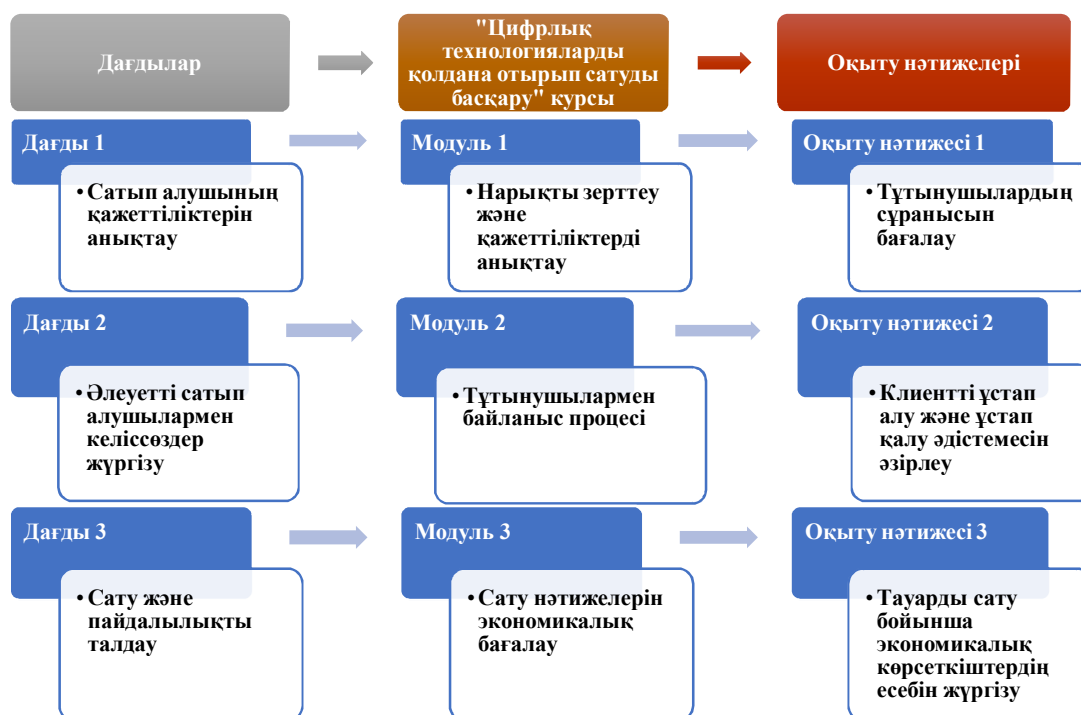 Дағдылар
"Цифрлық
технологияларды
қолдана отырып сатуды
басқару" курсы
Оқыту нәтижелері
Дағды 1
• Сатып алушының
қажеттіліктерін
анықтау
Модуль 1
• Нарықты зерттеу
және
қажеттіліктерді
анықтау
Оқыту нәтижесі 1
• Тұтынушылардың
сұранысын
бағалау
Дағды 2
• Әлеуетті сатып
алушылармен
келіссөздер
жүргізу
Модуль 2
• Тұтынушылармен
байланыс процесі
Оқыту нәтижесі 2
• Клиентті ұстап
алу және ұстап
қалу әдістемесін
әзірлеу
Дағды 3
• Сату және
пайдалылықты
талдау
Модуль 3
• Сату нәтижелерін
экономикалық
бағалау
Оқыту нәтижесі 3
• Тауарды сату
бойынша
экономикалық
көрсеткіштердің
есебін жүргізу